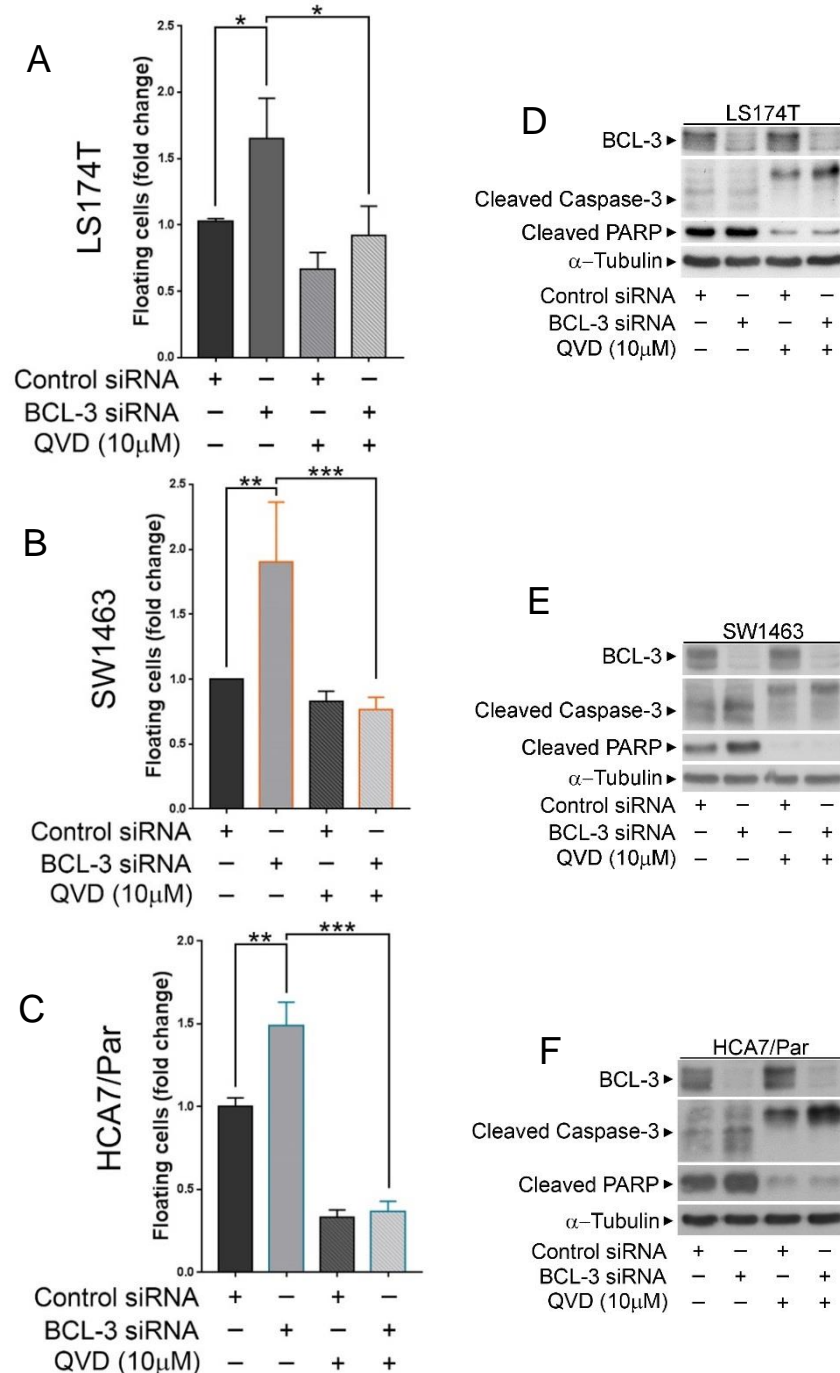 A
LS174T
Floating cells (fold change)
2.5
2.0
1.5
1.0
0.5
0.0
*
*
Control siRNA + – + –
BCL-3 siRNA – + – +
QVD (10μM) – – + +
B
SW1463
Floating cells (fold change)
2.5
2.0
1.5
1.0
0.5
0.0
**
***
Control siRNA + – + –
BCL-3 siRNA – + – +
QVD (10μM) – – + +
C
HCA7/Par
Floating cells (fold change)
2.0
1.5
1.0
0.5
0.0
**
***
Control siRNA + – + –
BCL-3 siRNA – + – +
QVD (10μM) – – + +
D
LS174T
BCL-3
Cleaved Caspase-3
Cleaved PARP
α–Tubulin
Control siRNA + – + –
BCL-3 siRNA – + – +
QVD (10μM) – – + +
E
SW1463
BCL-3
Cleaved Caspase-3
Cleaved PARP
α–Tubulin
Control siRNA + – + –
BCL-3 siRNA – + – +
QVD (10μM) – – + +
F
HCA7/Par
BCL-3
Cleaved Caspase-3
Cleaved PARP
α–Tubulin
Control siRNA + – + –
BCL-3 siRNA – + – +
QVD (10μM) – – + +